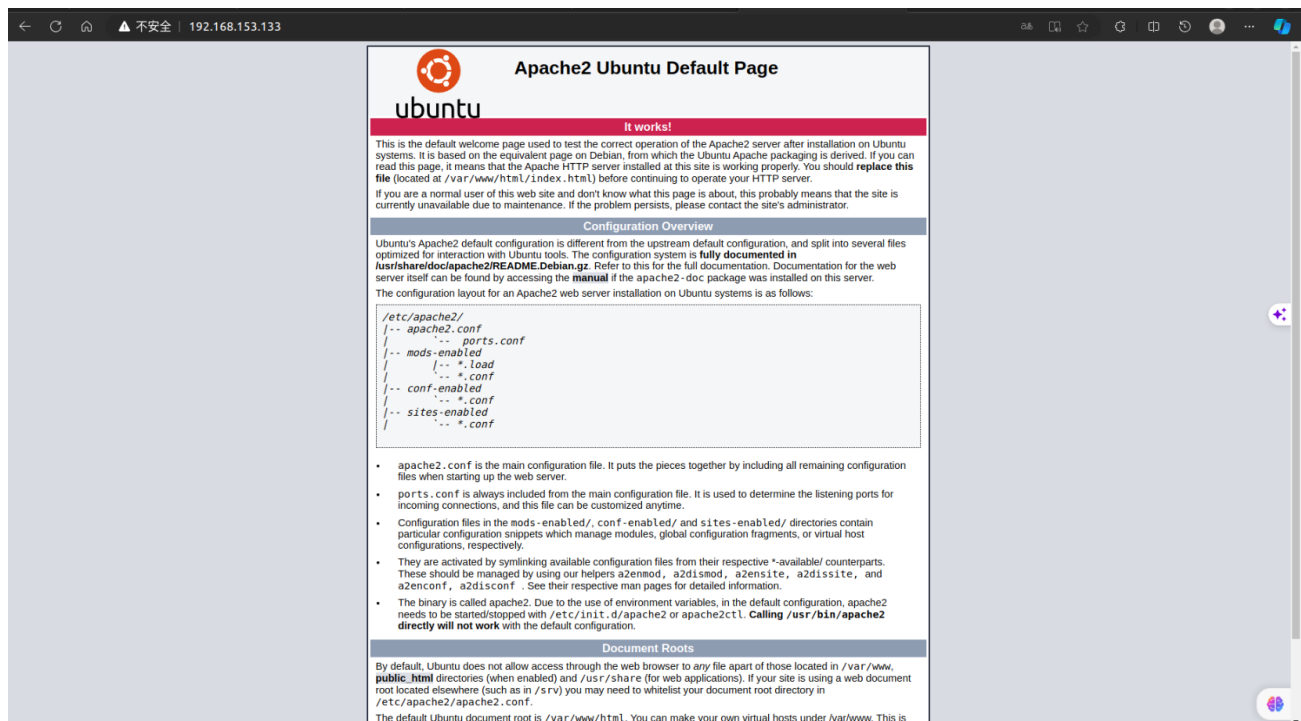 不安全 192.168.153.133
Apache2 Ubuntu Default Page
ubuntu
It works!
This is the default welcome page used to test the correct operation of the Apache2 server after installation on Ubuntu
systems. It is based on the equivalent page on Debian, from which the Ubuntu Apache packaging is derived. If you can
read this page, it means that the Apache HTTP server installed at this site is working properly. You should replace this
file (located at /var/www/html/index.html) before continuing to operate your HTTP server.
If you are a normal user of this web site and don't know what this page is about, this probably means that the site is
currently unavailable due to maintenance. If the problem persists, please contact the site's administrator.
Configuration Overview
Ubuntu's Apache2 default configuration is different from the upstream default configuration, and split into several files
optimized for interaction with Ubuntu tools. The configuration system is fully documented in
/usr/share/doc/apache2/README.Debian.gz. Refer to this for the full documentation. Documentation for the web
server itself can be found by accessing the manual if the apache2-doc package was installed on this server.
The configuration layout for an Apache2 web server installation on Ubuntu systems is as follows:
/etc/apache2/
|-- apache2.conf
|       `--  ports.conf
|-- mods-enabled
|       |-- *.load
|       `-- *.conf
|-- conf-enabled
|       `-- *.conf
|-- sites-enabled
|       `-- *.conf
• apache2.conf is the main configuration file. It puts the pieces together by including all remaining configuration
files when starting up the web server.
• ports.conf is always included from the main configuration file. It is used to determine the listening ports for
incoming connections, and this file can be customized anytime.
• Configuration files in the mods-enabled/, conf-enabled/ and sites-enabled/ directories contain
particular configuration snippets which manage modules, global configuration fragments, or virtual host
configurations, respectively.
• They are activated by symlinking available configuration files from their respective *-available/ counterparts.
These should be managed by using our helpers a2enmod, a2dismod, a2ensite, a2dissite, and
a2enconf, a2disconf . See their respective man pages for detailed information.
• The binary is called apache2. Due to the use of environment variables, in the default configuration, apache2
needs to be started/stopped with /etc/init.d/apache2 or apache2ctl. Calling /usr/bin/apache2
directly will not work with the default configuration.
Document Roots
By default, Ubuntu does not allow access through the web browser to any file apart of those located in /var/www,
public_html directories (when enabled) and /usr/share (for web applications). If your site is using a web document
root located elsewhere (such as in /srv) you may need to whitelist your document root directory in
/etc/apache2/apache2.conf.
The default Ubuntu document root is /var/www/html. You can make your own virtual hosts under /var/www. This is